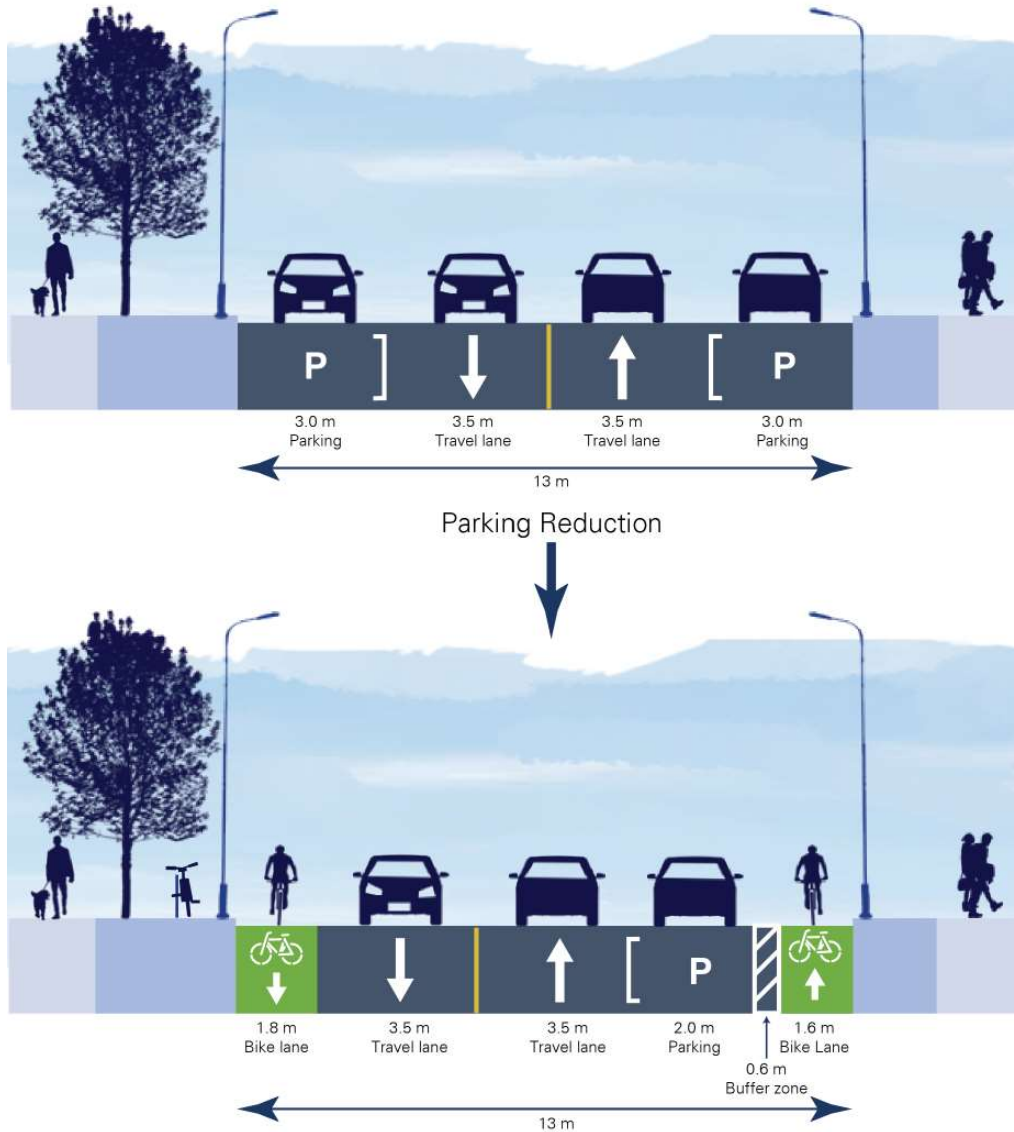 P
P
3.0 m
Parking
3.5 m
Travel lane
3.5 m
Travel lane
3.0 m
Parking
13 m
Parking Reduction
P
1.8 m
Bike lane
3.5 m
Travel lane
3.5 m
Travel lane
2.0 m
Parking
0.6 m
Buffer zone
1.6 m
Bike Lane
13 m